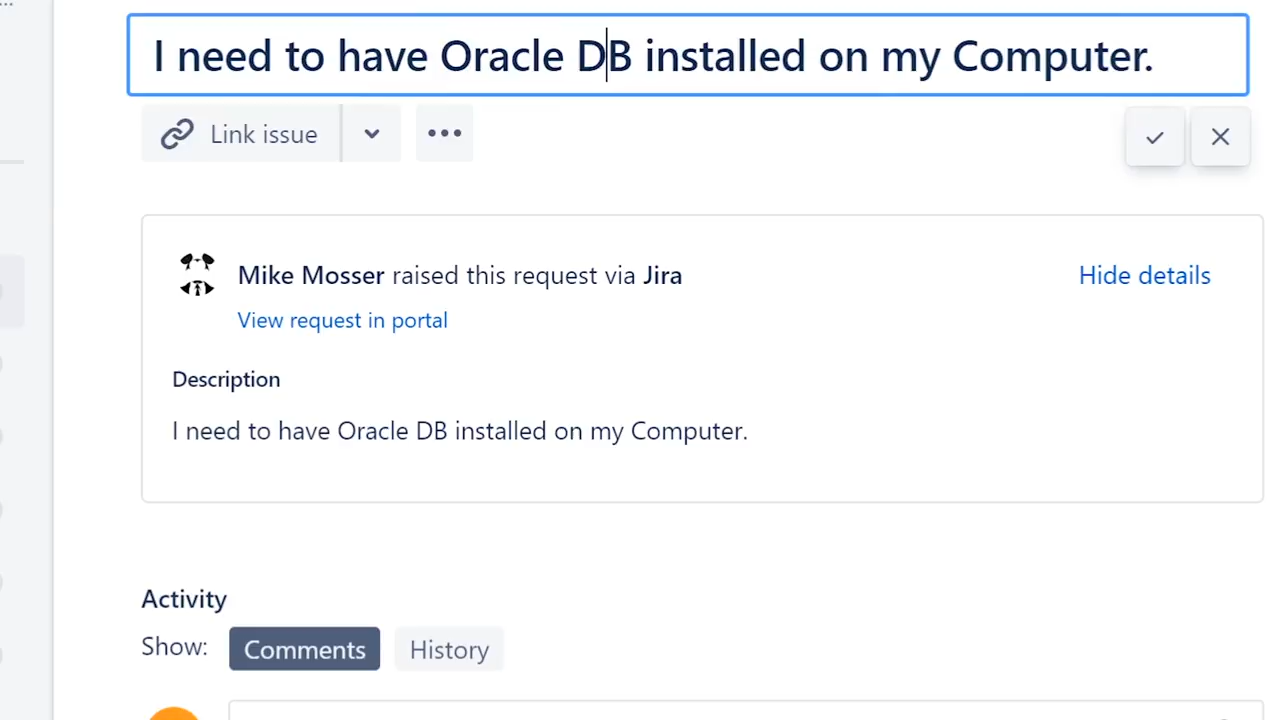 I need to have Oracle DB installed on my Computer.
Link issue
Mike Mosser raised this request via Jira
Hide details
View request in portal
Description
I need to have Oracle DB installed on my Computer.
Activity
Show: Comments History